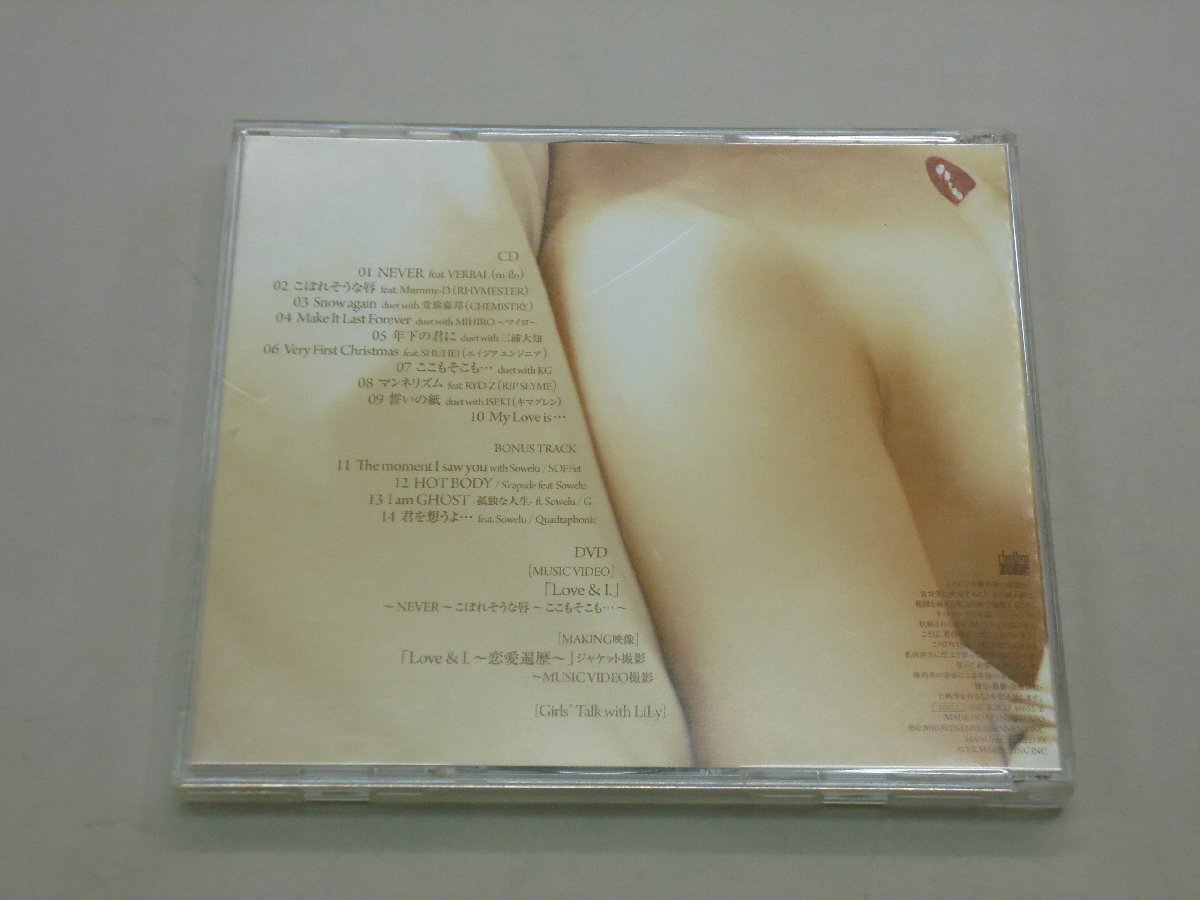 CD
01 NEVER feat. VERBAL (m-flo)
02 こぼれそうな唇 feat. Mummy-D (RHYMESTER)
03 Snow again duet with 堂珍嘉邦 (CHEMISTRY)
04 Make It Last Forever duet with MIHIRO ～マイロ～
05 年下の君に duet with 三浦大知
06 Very First Christmas feat. SHUHEI (エイジア エンジニア)
07 ここもそこも… duet with KG
08 マンネリズム feat. RYO-Z (RIP SLYME)
09 誓いの紙 duet with ISEKI (キマグレン)
10 My Love is…
BONUS TRACK
11 The moment I saw you with Sowelu / SOFFet
12 HOT BODY / Scapade feat. Sowelu
13 I am GHOST -孤独な人生- ft. Sowelu / G
14 君を想うよ… feat. Sowelu / Quadraphonic
DVD
[MUSIC VIDEO]
「Love & I.」
～NEVER～こぼれそうな唇～ここもそこも…～
[MAKING映像]
「Love & I. ～恋愛遍歴～」ジャケット撮影
～MUSIC VIDEO撮影
[Girls' Talk with LiLy]
rhythm zone
MADE IN JAPAN
AVEX MARKETING INC.